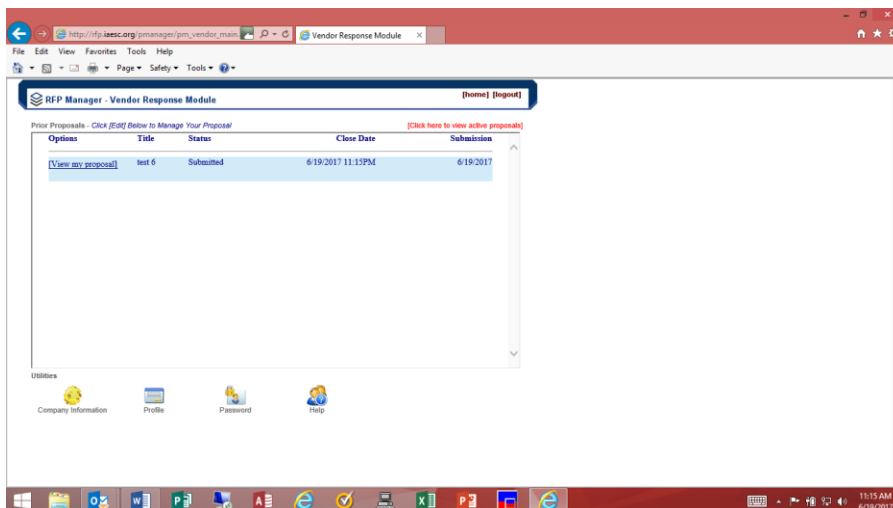 http://rfp.iaesc.org/pmanager/pm_vendor_main.
Vendor Response Module
File Edit View Favorites Tools Help
Page Safety Tools
RFP Manager - Vendor Response Module
[home] [logout]
Prior Proposals - Click [Edit] Below to Manage Your Proposal
[Click here to view active proposals]
Options Title Status Close Date Submission
[View my proposal] test 6 Submitted 6/19/2017 11:15PM 6/19/2017
Utilities
Company Information Profile Password Help
11:15 AM
6/19/2017